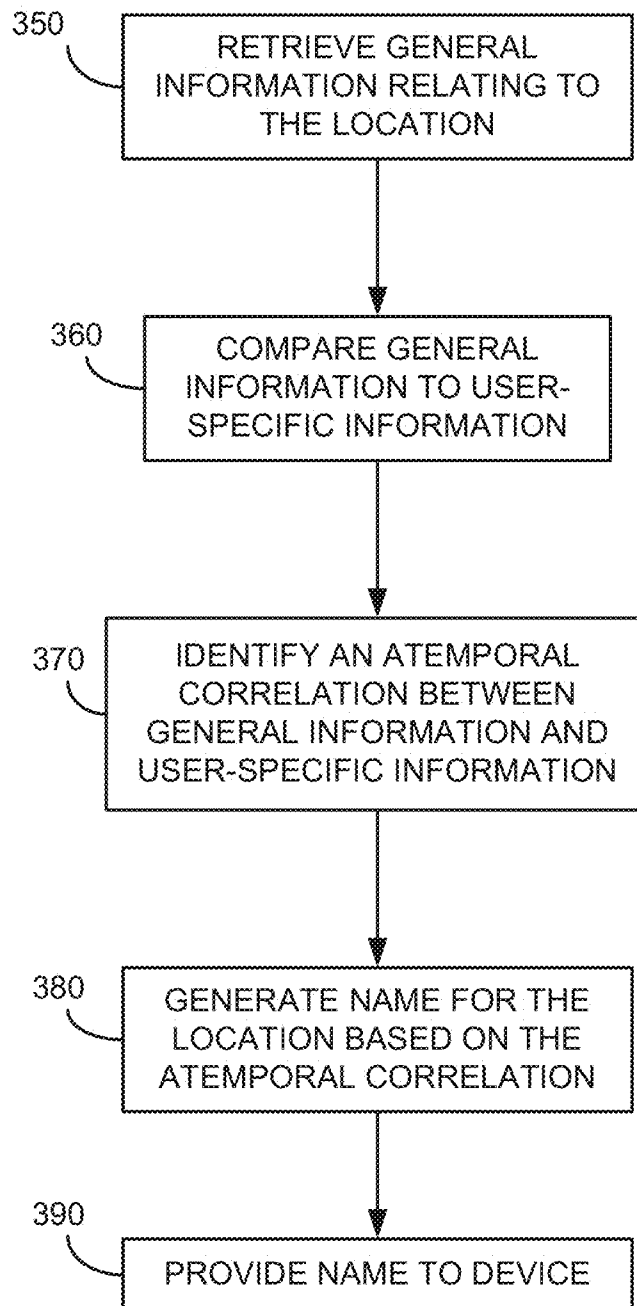 350
RETRIEVE GENERAL
INFORMATION RELATING TO
THE LOCATION
360
COMPARE GENERAL
INFORMATION TO USER-
SPECIFIC INFORMATION
370
IDENTIFY AN ATEMPORAL
CORRELATION BETWEEN
GENERAL INFORMATION AND
USER-SPECIFIC INFORMATION
380
GENERATE NAME FOR THE
LOCATION BASED ON THE
ATEMPORAL CORRELATION
390
PROVIDE NAME TO DEVICE